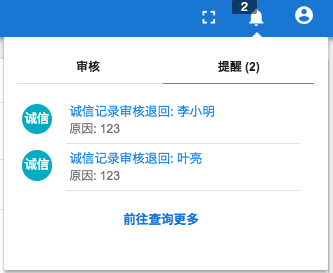 2
审核
提醒 (2)
诚信
诚信记录审核退回: 李小明
原因: 123
诚信
诚信记录审核退回: 叶亮
原因: 123
前往查询更多